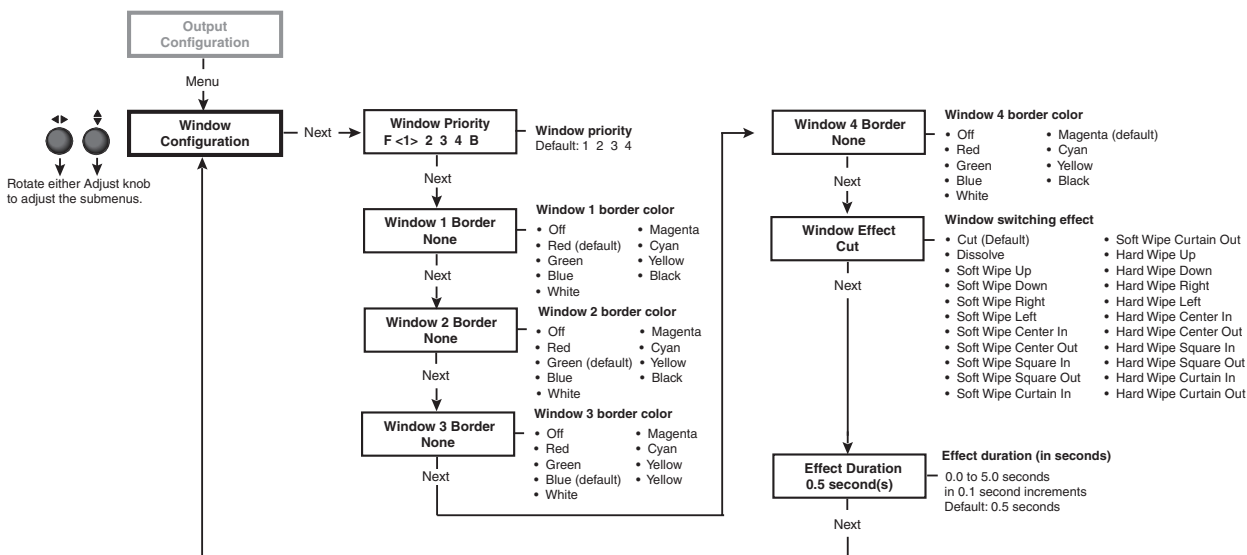 Output
Configuration
Menu
Window
Configuration
Rotate either Adjust knob
to adjust the submenus.
Next
Window Priority
F <1> 2 3 4 B
Window priority
Default: 1 2 3 4
Next
Window 1 Border
None
Window 1 border color
• Off
• Red (default)
• Green
• Blue
• White
• Magenta
• Cyan
• Yellow
• Black
Next
Window 2 Border
None
Window 2 border color
• Off
• Red
• Green (default)
• Blue
• White
• Magenta
• Cyan
• Yellow
• Black
Next
Window 3 Border
None
Window 3 border color
• Off
• Red
• Green
• Blue (default)
• White
• Magenta
• Cyan
• Yellow
• Yellow
Next
Window 4 Border
None
Window 4 border color
• Off
• Red
• Green
• Blue
• White
• Magenta (default)
• Cyan
• Yellow
• Black
Next
Window Effect
Cut
Window switching effect
• Cut (Default)
• Dissolve
• Soft Wipe Up
• Soft Wipe Down
• Soft Wipe Right
• Soft Wipe Left
• Soft Wipe Center In
• Soft Wipe Center Out
• Soft Wipe Square In
• Soft Wipe Square Out
• Soft Wipe Curtain In
• Soft Wipe Curtain Out
• Hard Wipe Up
• Hard Wipe Down
• Hard Wipe Right
• Hard Wipe Left
• Hard Wipe Center In
• Hard Wipe Center Out
• Hard Wipe Square In
• Hard Wipe Square Out
• Hard Wipe Curtain In
• Hard Wipe Curtain Out
Next
Effect Duration
0.5 second(s)
Effect duration (in seconds)
0.0 to 5.0 seconds
in 0.1 second increments
Default: 0.5 seconds
Next